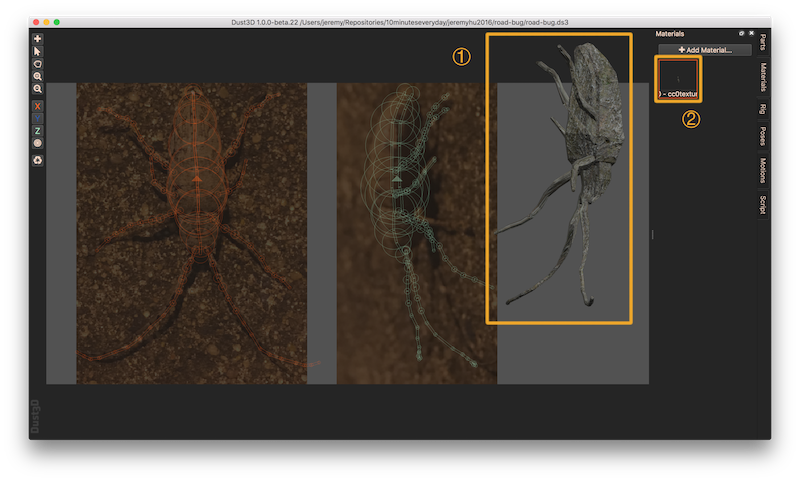 Dust3D 1.0.0-beta.22 /Users/jeremy/Repositories/10minuteseveryday/jeremyhu2016/road-bug/road-bug.ds3
Materials
+ Add Material...
) - cc0textur
①
②
X
Y
Z
Parts
Materials
Rig
Poses
Motions
Script
Dust3D